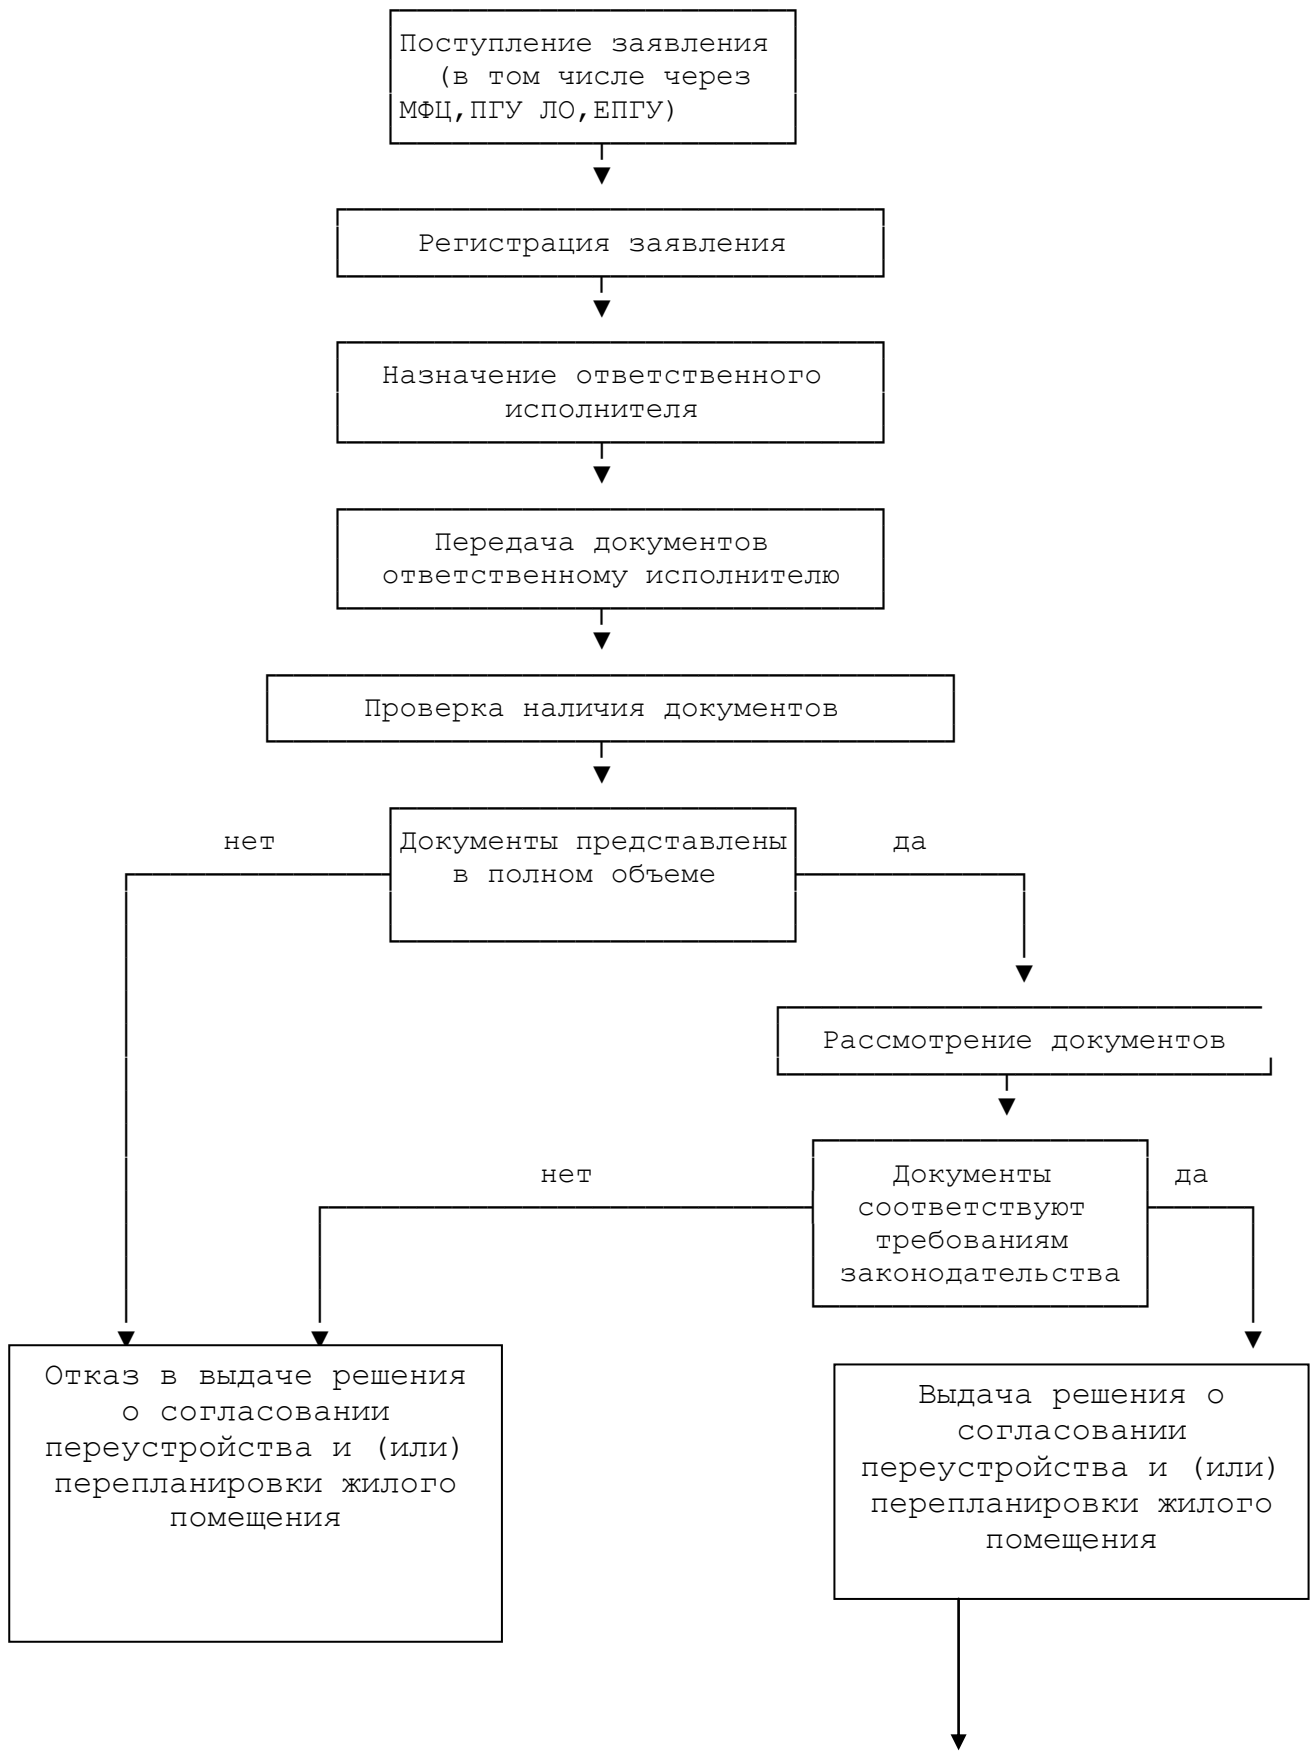 Поступление заявления
(в том числе через
МФЦ,ПГУ ЛО,ЕПГУ)
Регистрация заявления
Назначение ответственного
исполнителя
Передача документов
ответственному исполнителю
Проверка наличия документов
нет
Документы представлены
в полном объеме
да
Рассмотрение документов
нет
Документы
соответствуют
требованиям
законодательства
да
Отказ в выдаче решения
о согласовании
переустройства и (или)
перепланировки жилого
помещения
Выдача решения о
согласовании
переустройства и (или)
перепланировки жилого
помещения